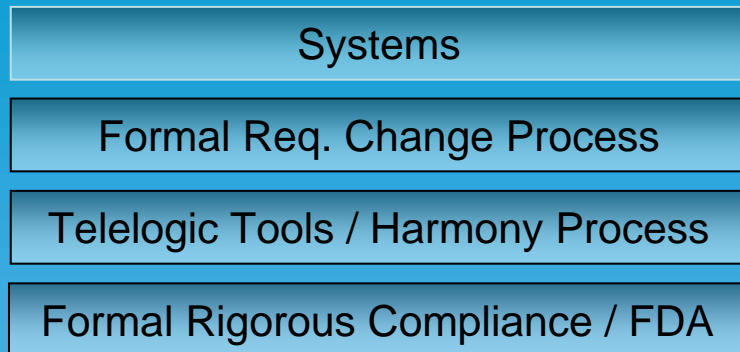 Systems
Formal Req. Change Process
Telelogic Tools / Harmony Process
Formal Rigorous Compliance / FDA